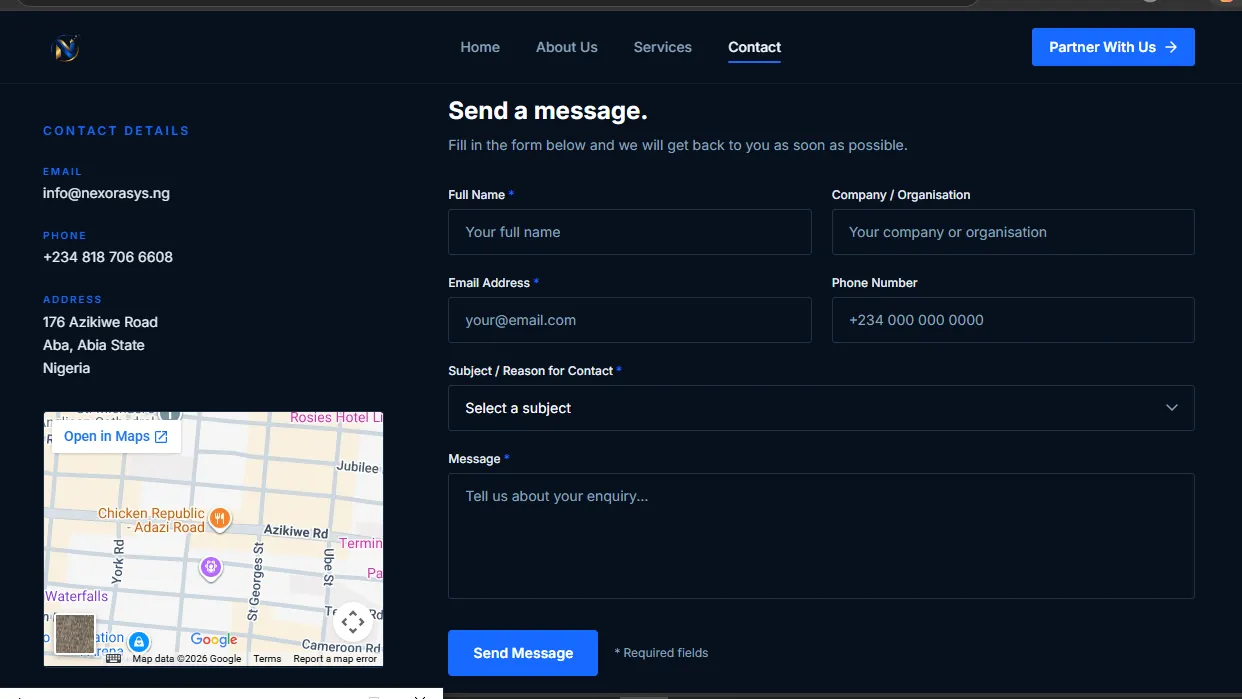 Home
About Us
Services
Contact
Partner With Us
CONTACT DETAILS
EMAIL
info@nexorasys.ng
PHONE
+234 818 706 6608
ADDRESS
176 Azikiwe Road
Aba, Abia State
Nigeria
Rosies Hotel
Open in Maps
Jubilee
Chicken Republic
- Adazi Road
Azikiwe Rd
York Rd
St Georges St
Ube St
Waterfalls
Google
Cameroon Rd
Map data ©2026 Google
Terms
Report a map error
Send a message.
Fill in the form below and we will get back to you as soon as possible.
Full Name *
Your full name
Company / Organisation
Your company or organisation
Email Address *
your@email.com
Phone Number
+234 000 000 0000
Subject / Reason for Contact *
Select a subject
Message *
Tell us about your enquiry...
Send Message
* Required fields